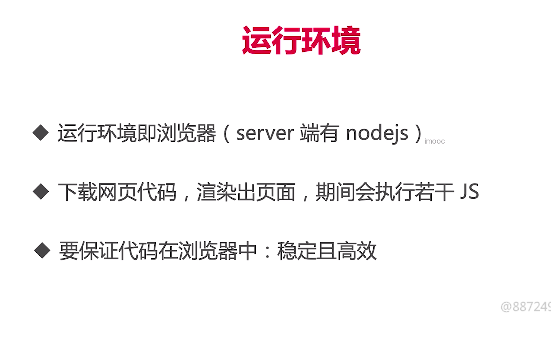 运行环境
◆ 运行环境即浏览器（server 端有 nodejs）
imooc
◆ 下载网页代码，渲染出页面，期间会执行若干 JS
◆ 要保证代码在浏览器中：稳定且高效
@887249